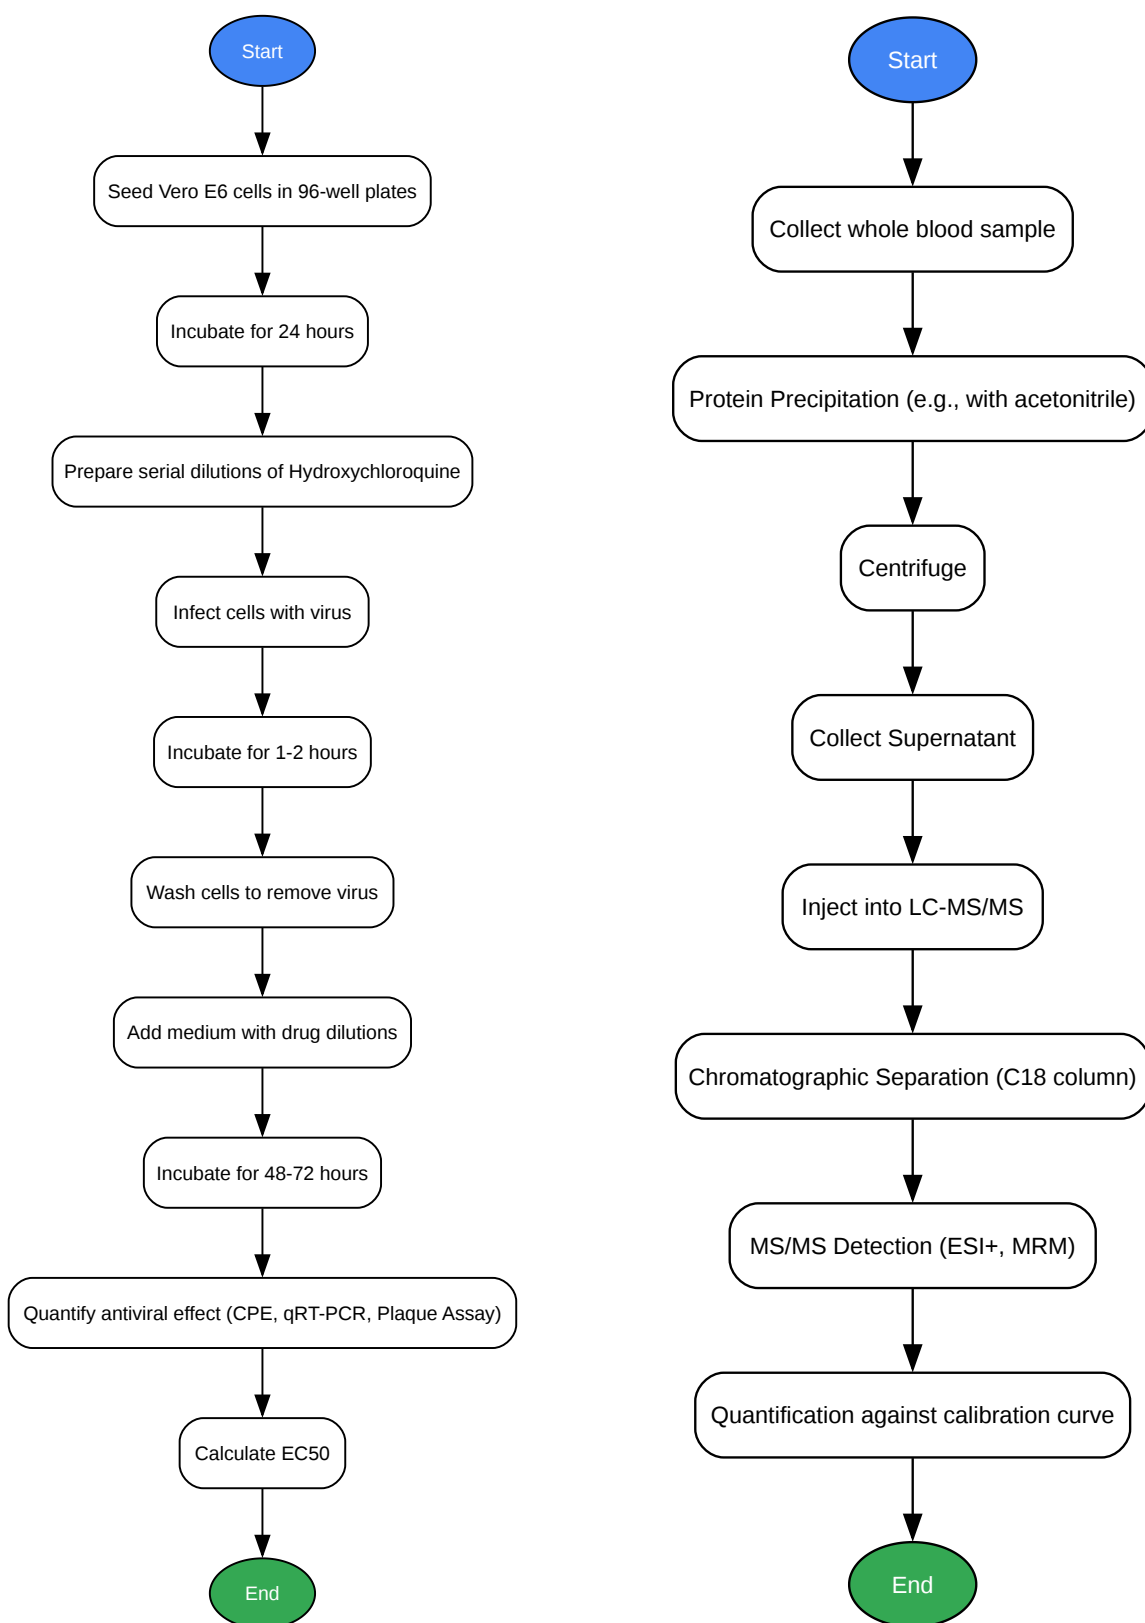 Start
Seed Vero E6 cells in 96-well plates
Incubate for 24 hours
Prepare serial dilutions of Hydroxychloroquine
Infect cells with virus
Incubate for 1-2 hours
Wash cells to remove virus
Add medium with drug dilutions
Incubate for 48-72 hours
Quantify antiviral effect (CPE, qRT-PCR, Plaque Assay)
Calculate EC50
End
Start
Collect whole blood sample
Protein Precipitation (e.g., with acetonitrile)
Centrifuge
Collect Supernatant
Inject into LC-MS/MS
Chromatographic Separation (C18 column)
MS/MS Detection (ESI+, MRM)
Quantification against calibration curve
End